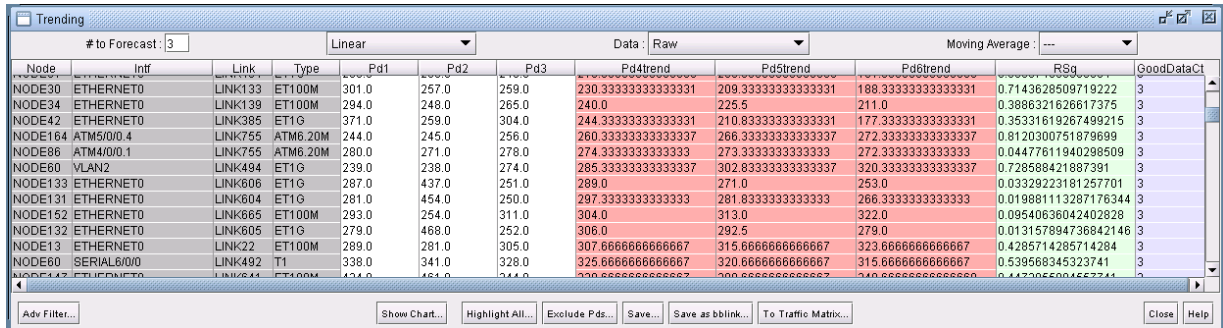 Trending
# to Forecast : 3 Linear Data : Raw Moving Average : ---
Node Intf Link Type Pd1 Pd2 Pd3 Pd4trend Pd5trend Pd6trend RSq GoodDataCt
NODE30 ETHERNET0 LINK133 ET100M 301.0 257.0 259.0 230.33333333333331 209.33333333333331 188.33333333333331 0.7143628509719222 3
NODE34 ETHERNET0 LINK139 ET100M 294.0 248.0 265.0 240.0 225.5 211.0 0.3886321626617375 3
NODE42 ETHERNET0 LINK385 ET1G 371.0 259.0 304.0 244.33333333333331 210.83333333333331 177.33333333333331 0.35331619267499215 3
NODE164 ATM5/0/0.4 LINK755 ATM6.20M 244.0 245.0 256.0 260.33333333333337 266.33333333333337 272.33333333333337 0.8120300751879699 3
NODE86 ATM4/0/0.1 LINK755 ATM6.20M 280.0 271.0 278.0 274.3333333333333 273.3333333333333 272.3333333333333 0.04477611940298509 3
NODE60 VLAN2 LINK494 ET1G 239.0 238.0 274.0 285.33333333333337 302.83333333333337 320.33333333333337 0.728588421887391 3
NODE133 ETHERNET0 LINK606 ET1G 287.0 437.0 251.0 289.0 271.0 253.0 0.03329223181257701 3
NODE131 ETHERNET0 LINK604 ET1G 281.0 454.0 250.0 297.3333333333333 281.8333333333333 266.3333333333333 0.019881113287176344 3
NODE152 ETHERNET0 LINK665 ET100M 293.0 254.0 311.0 304.0 313.0 322.0 0.09540636042402828 3
NODE132 ETHERNET0 LINK605 ET1G 279.0 468.0 252.0 306.0 292.5 279.0 0.013157894736842146 3
NODE13 ETHERNET0 LINK22 ET100M 289.0 281.0 305.0 307.6666666666667 315.6666666666667 323.6666666666667 0.4285714285714284 3
NODE60 SERIAL6/0/0 LINK492 T1 338.0 341.0 328.0 325.6666666666667 320.6666666666667 315.6666666666667 0.539568345323741 3
Adv Filter... Show Chart... Highlight All... Exclude Pds... Save... Save as bblink... To Traffic Matrix... Close Help